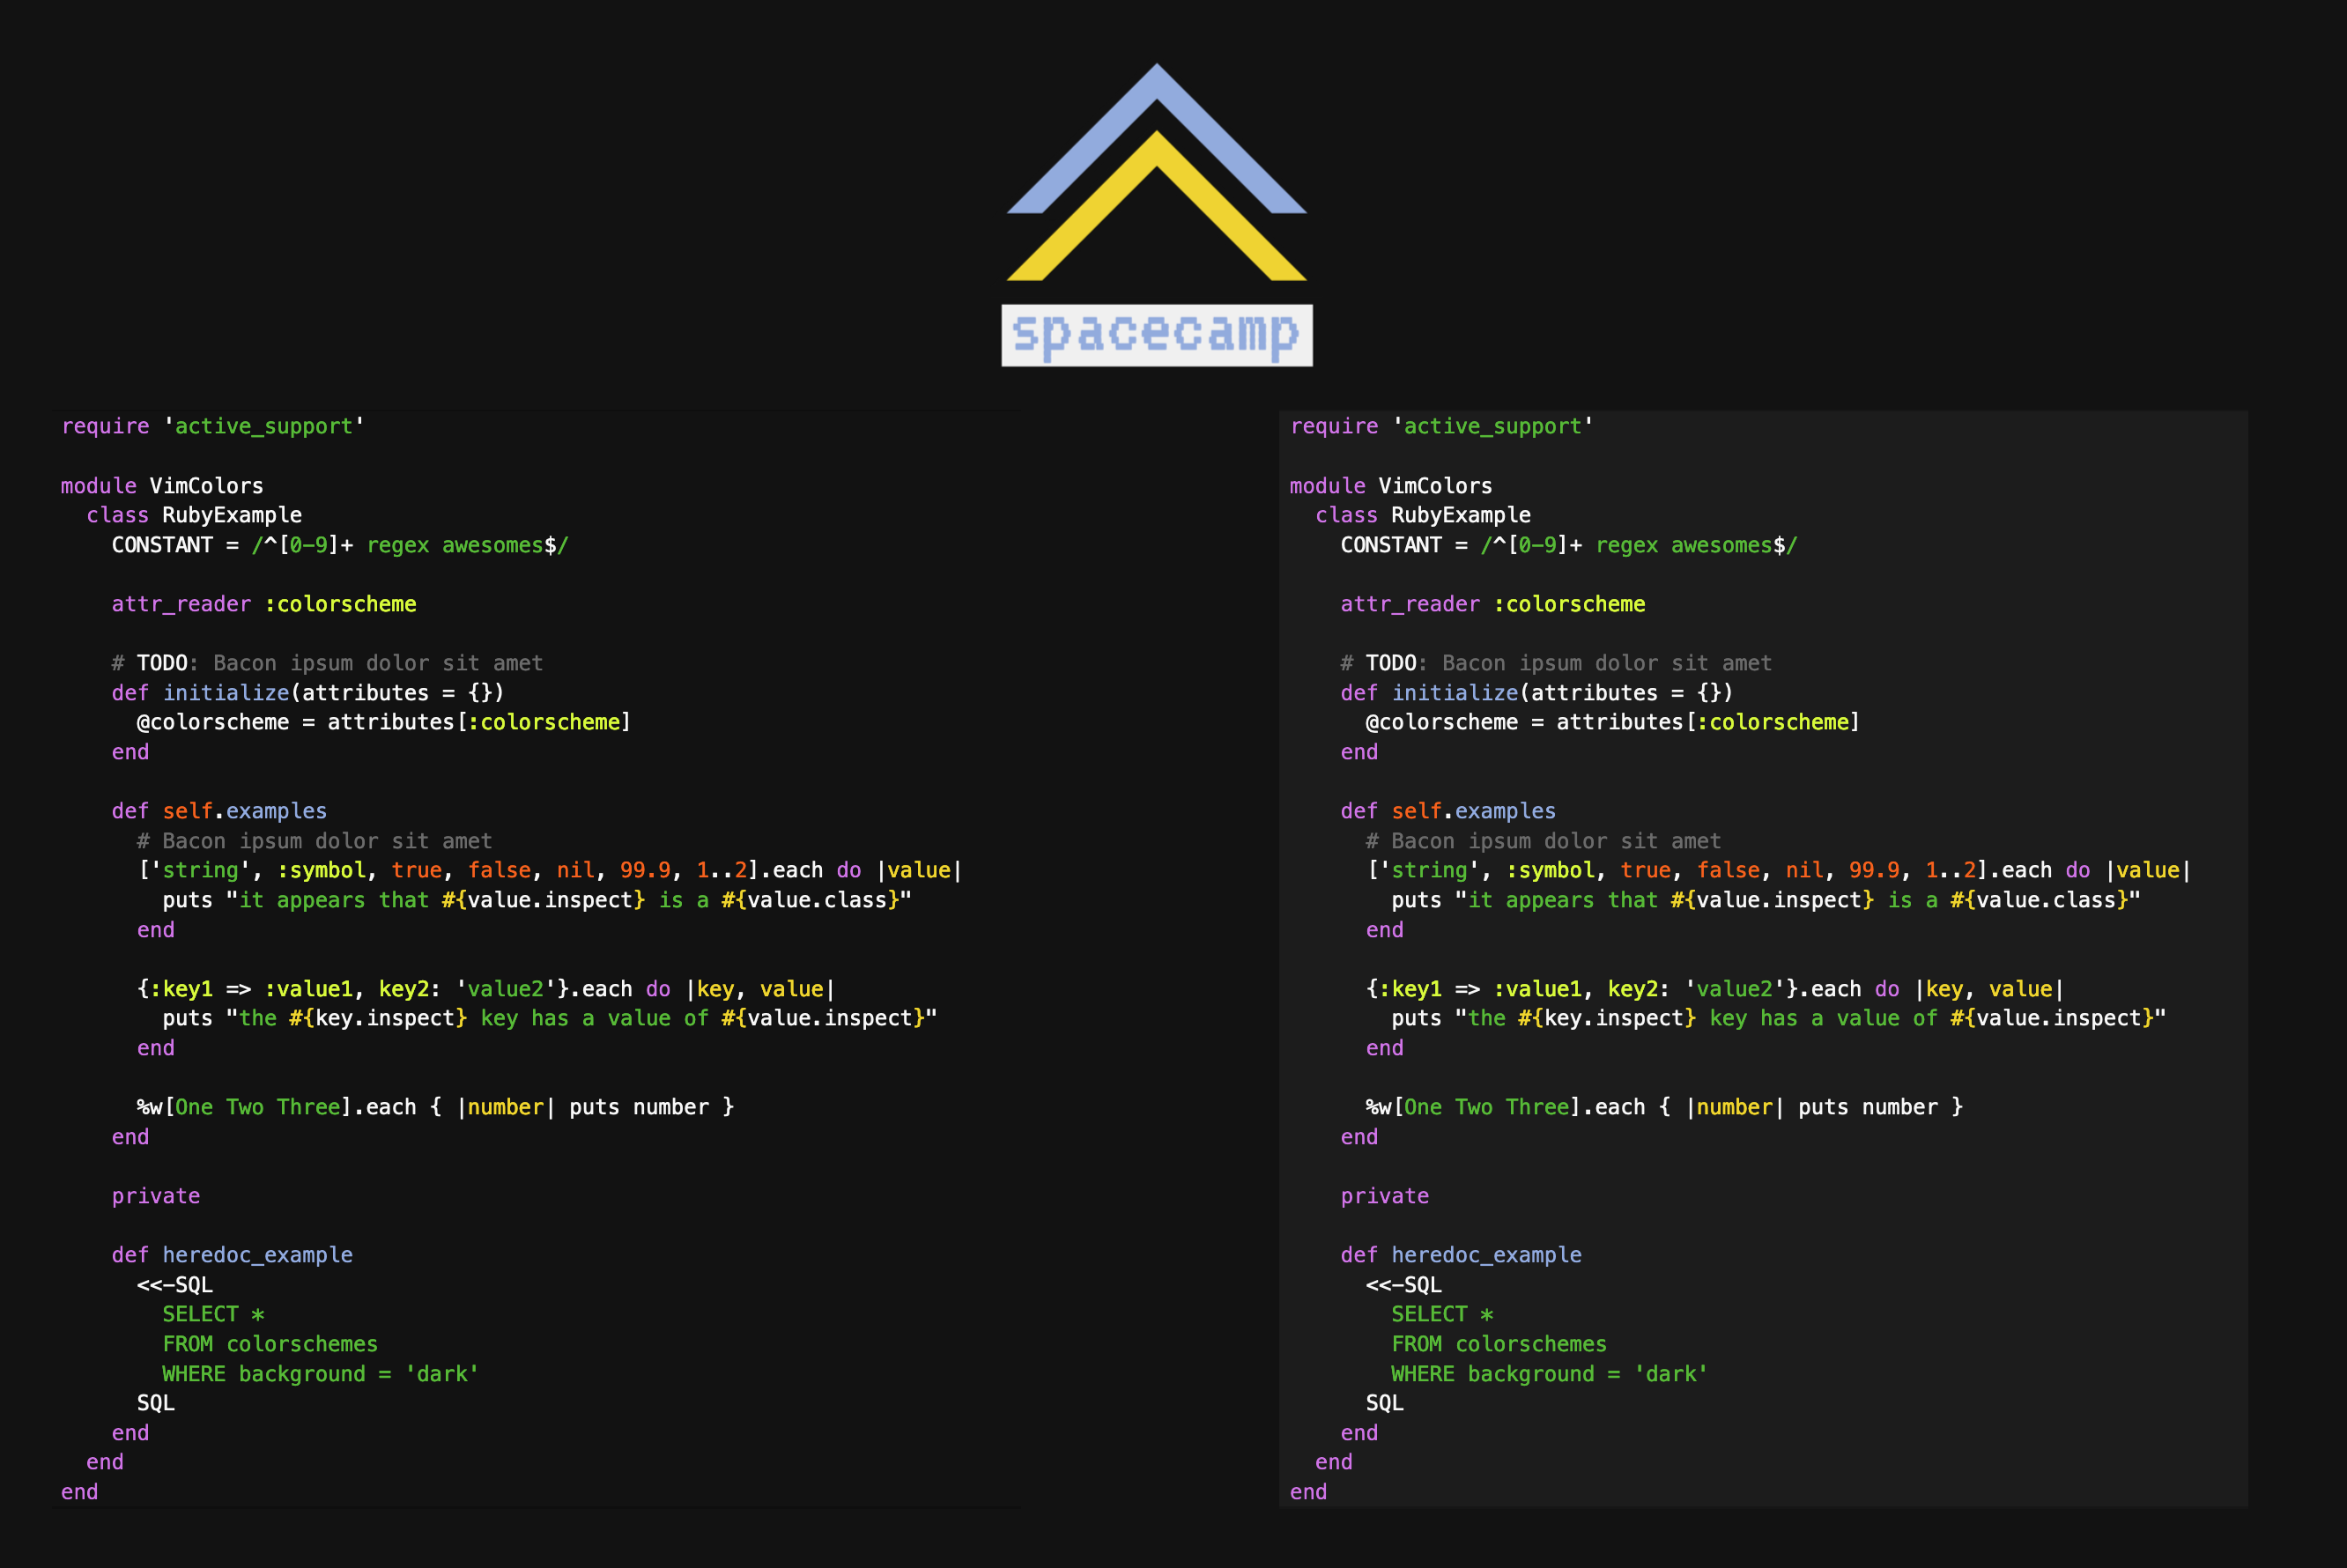 spacecamp
require 'active_support'
module VimColors
  class RubyExample
    CONSTANT = /^[0-9]+ regex awesomes$/
    attr_reader :colorscheme
    # TODO: Bacon ipsum dolor sit amet
    def initialize(attributes = {})
      @colorscheme = attributes[:colorscheme]
    end
    def self.examples
      # Bacon ipsum dolor sit amet
      ['string', :symbol, true, false, nil, 99.9, 1..2].each do |value|
        puts "it appears that #{value.inspect} is a #{value.class}"
      end
      {:key1 => :value1, key2: 'value2'}.each do |key, value|
        puts "the #{key.inspect} key has a value of #{value.inspect}"
      end
      %w[One Two Three].each { |number| puts number }
    end
    private
    def heredoc_example
      <<-SQL
        SELECT *
        FROM colorschemes
        WHERE background = 'dark'
      SQL
    end
  end
end
require 'active_support'
module VimColors
  class RubyExample
    CONSTANT = /^[0-9]+ regex awesomes$/
    attr_reader :colorscheme
    # TODO: Bacon ipsum dolor sit amet
    def initialize(attributes = {})
      @colorscheme = attributes[:colorscheme]
    end
    def self.examples
      # Bacon ipsum dolor sit amet
      ['string', :symbol, true, false, nil, 99.9, 1..2].each do |value|
        puts "it appears that #{value.inspect} is a #{value.class}"
      end
      {:key1 => :value1, key2: 'value2'}.each do |key, value|
        puts "the #{key.inspect} key has a value of #{value.inspect}"
      end
      %w[One Two Three].each { |number| puts number }
    end
    private
    def heredoc_example
      <<-SQL
        SELECT *
        FROM colorschemes
        WHERE background = 'dark'
      SQL
    end
  end
end